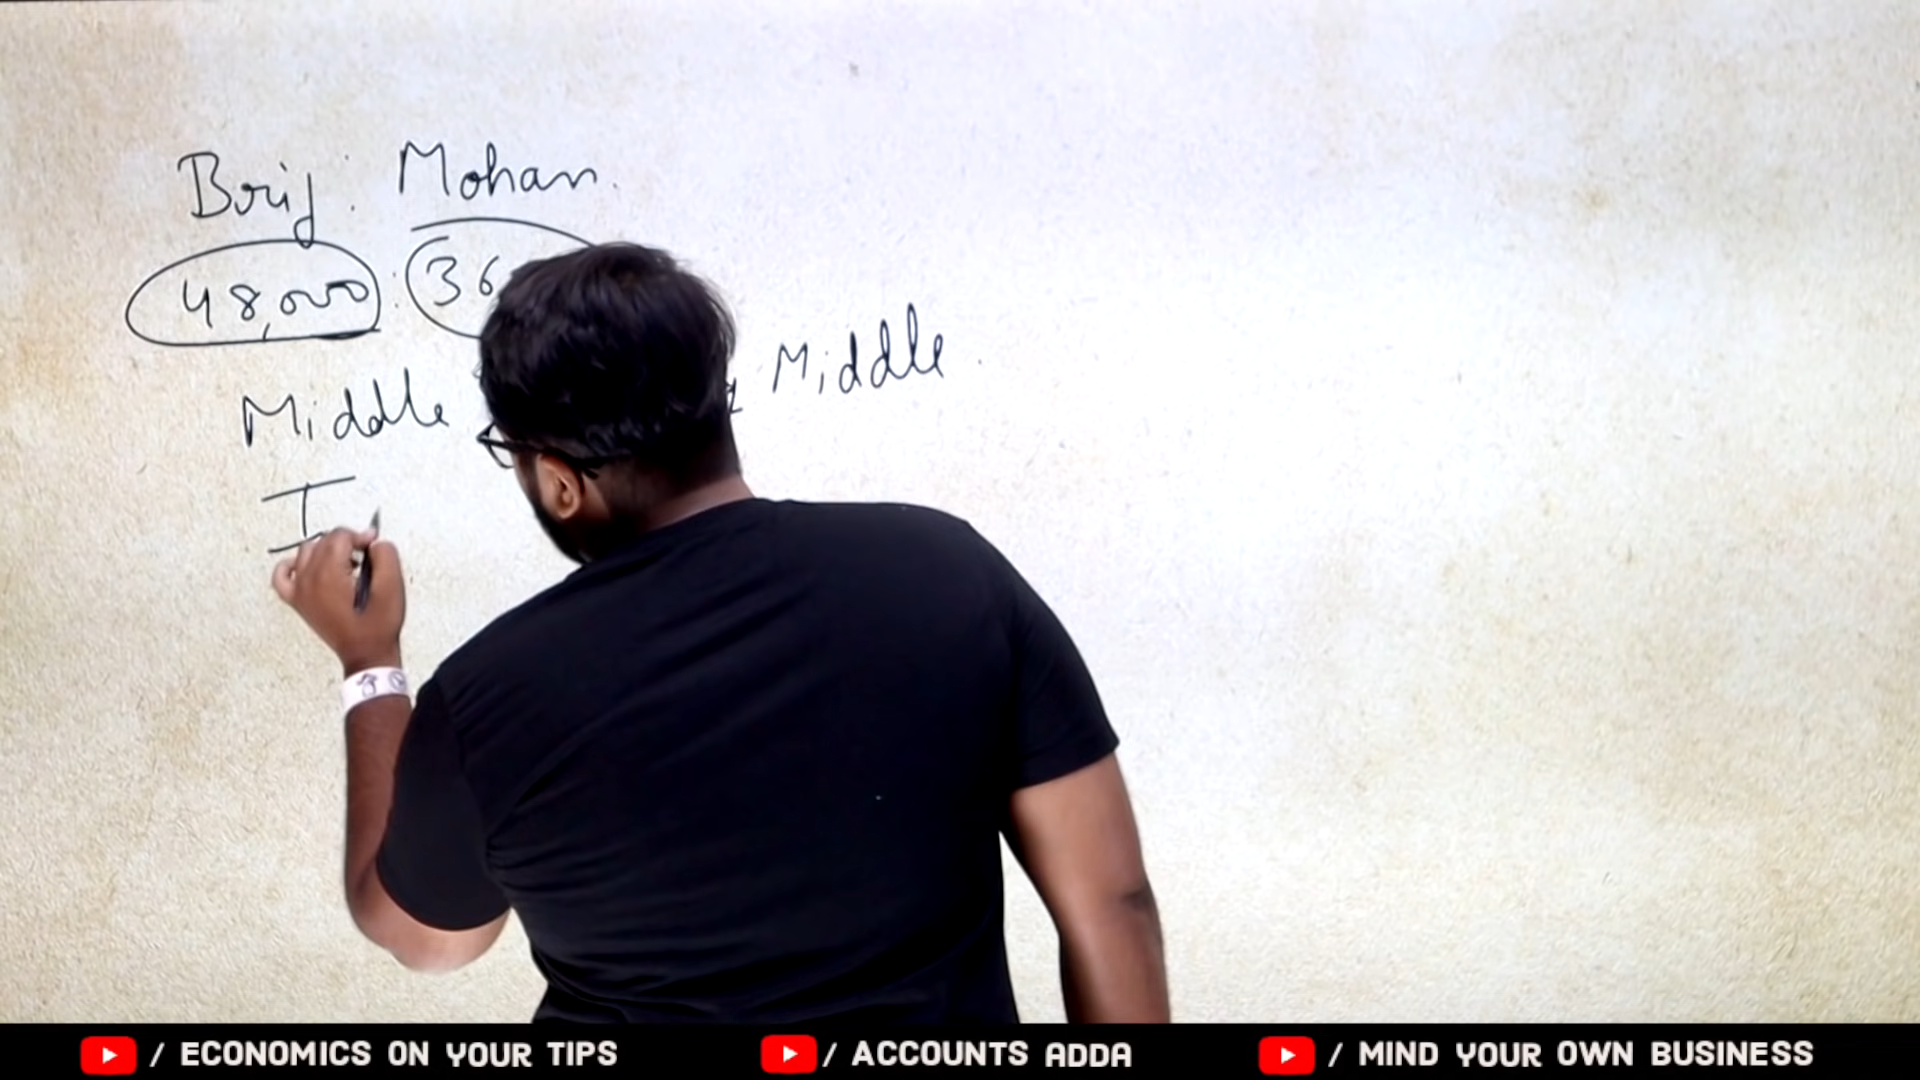 Brij. Mohan.
48,000 : 36
Middle Middle.
I
/ ECONOMICS ON YOUR TIPS / ACCOUNTS ADDA / MIND YOUR OWN BUSINESS